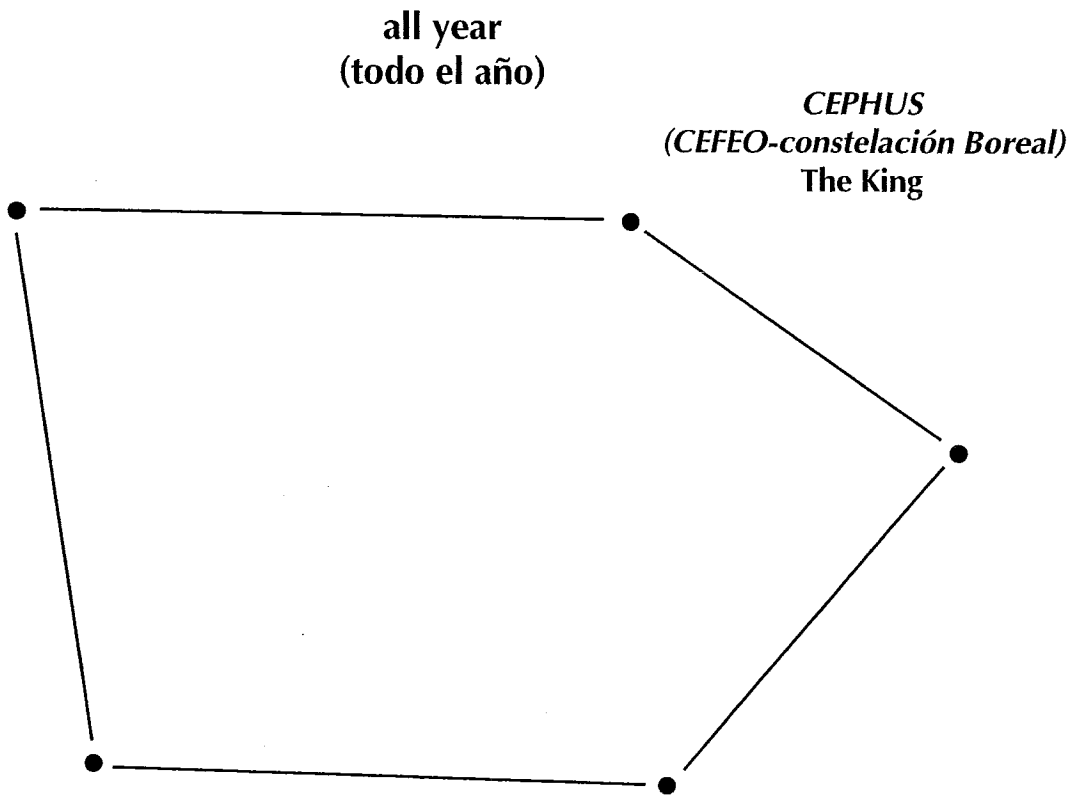 all year
(todo el año)
CEPHUS
(CEFEO-constelación Boreal)
The King